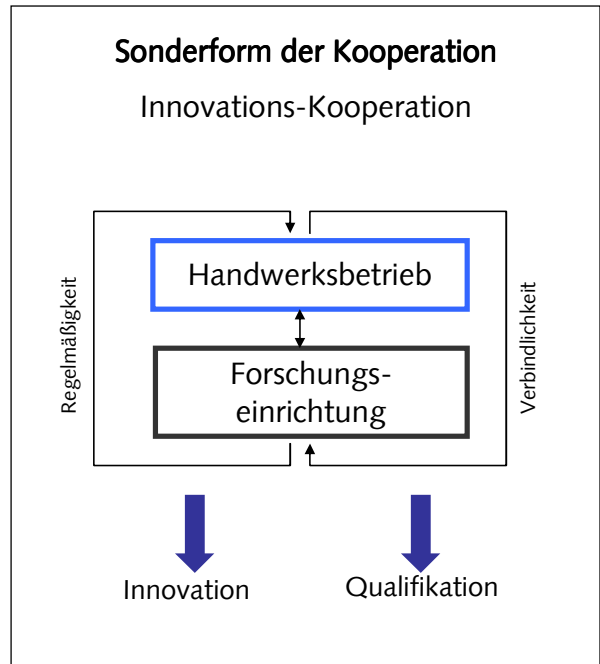 Sonderform der Kooperation
Innovations-Kooperation
Handwerksbetrieb
Regelmäßigkeit
Verbindlichkeit
Forschungs-
einrichtung
Innovation
Qualifikation